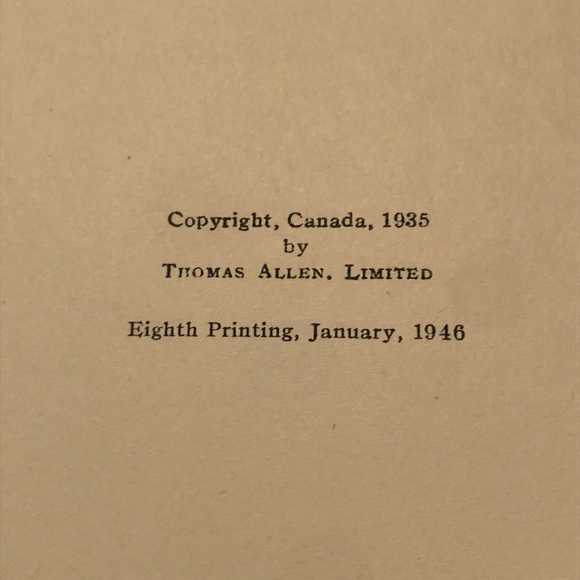 Copyright, Canada, 1935
by
THOMAS ALLEN. LIMITED
Eighth Printing, January, 1946